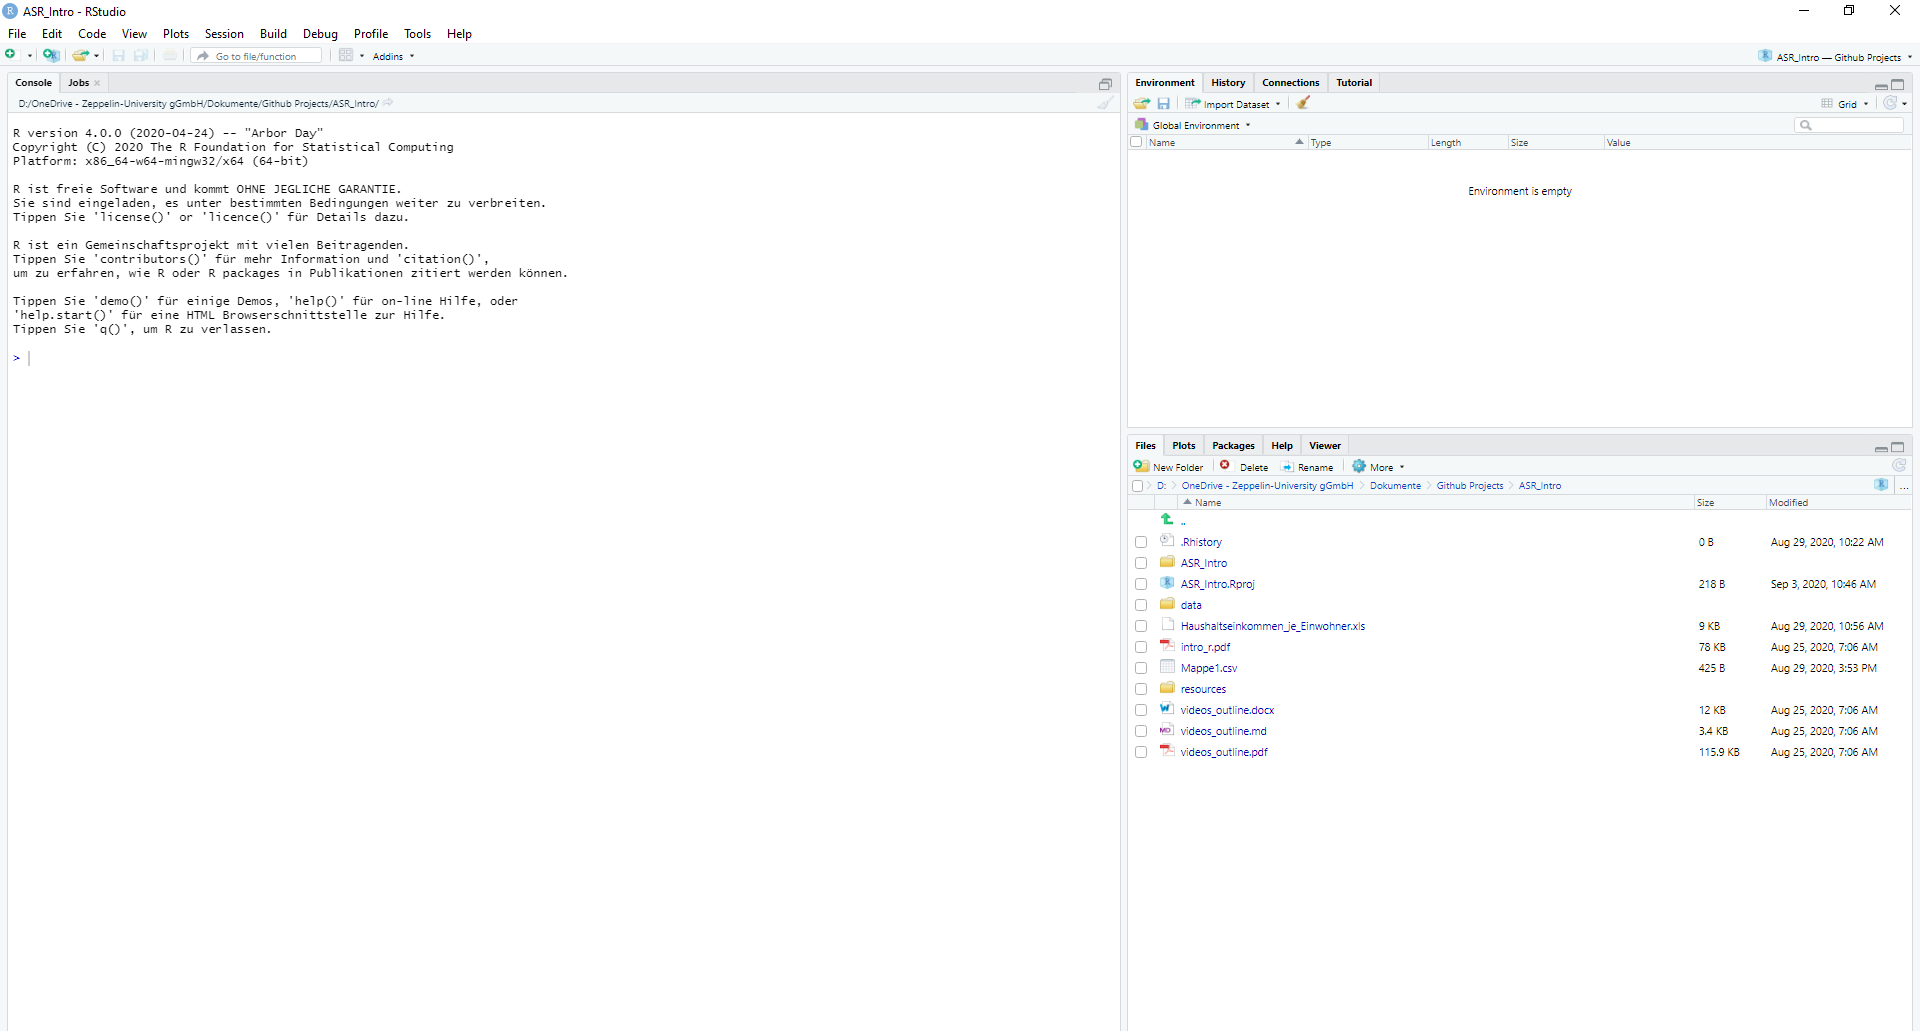 ASR_Intro - RStudio
File Edit Code View Plots Session Build Debug Profile Tools Help
Go to file/function Addins ASR_Intro — Github Projects
Console Jobs
D:/OneDrive - Zeppelin-University gGmbH/Dokumente/Github Projects/ASR_Intro/
R version 4.0.0 (2020-04-24) -- "Arbor Day"
Copyright (C) 2020 The R Foundation for Statistical Computing
Platform: x86_64-w64-mingw32/x64 (64-bit)
R ist freie Software und kommt OHNE JEGLICHE GARANTIE.
Sie sind eingeladen, es unter bestimmten Bedingungen weiter zu verbreiten.
Tippen Sie 'license()' or 'licence()' für Details dazu.
R ist ein Gemeinschaftsprojekt mit vielen Beitragenden.
Tippen Sie 'contributors()' für mehr Information und 'citation()',
um zu erfahren, wie R oder R packages in Publikationen zitiert werden können.
Tippen Sie 'demo()' für einige Demos, 'help()' für on-line Hilfe, oder
'help.start()' für eine HTML Browserschnittstelle zur Hilfe.
Tippen Sie 'q()', um R zu verlassen.
>
Environment History Connections Tutorial
Import Dataset Grid
Global Environment
Name Type Length Size Value
Environment is empty
Files Plots Packages Help Viewer
New Folder Delete Rename More
D: OneDrive - Zeppelin-University gGmbH Dokumente Github Projects ASR_Intro ...
Name Size Modified
..
.Rhistory 0 B Aug 29, 2020, 10:22 AM
ASR_Intro
ASR_Intro.Rproj 218 B Sep 3, 2020, 10:46 AM
data
Haushaltseinkommen_je_Einwohner.xls 9 KB Aug 29, 2020, 10:56 AM
intro_r.pdf 78 KB Aug 25, 2020, 7:06 AM
Mappe1.csv 425 B Aug 29, 2020, 3:53 PM
resources
videos_outline.docx 12 KB Aug 25, 2020, 7:06 AM
videos_outline.md 3.4 KB Aug 25, 2020, 7:06 AM
videos_outline.pdf 115.9 KB Aug 25, 2020, 7:06 AM